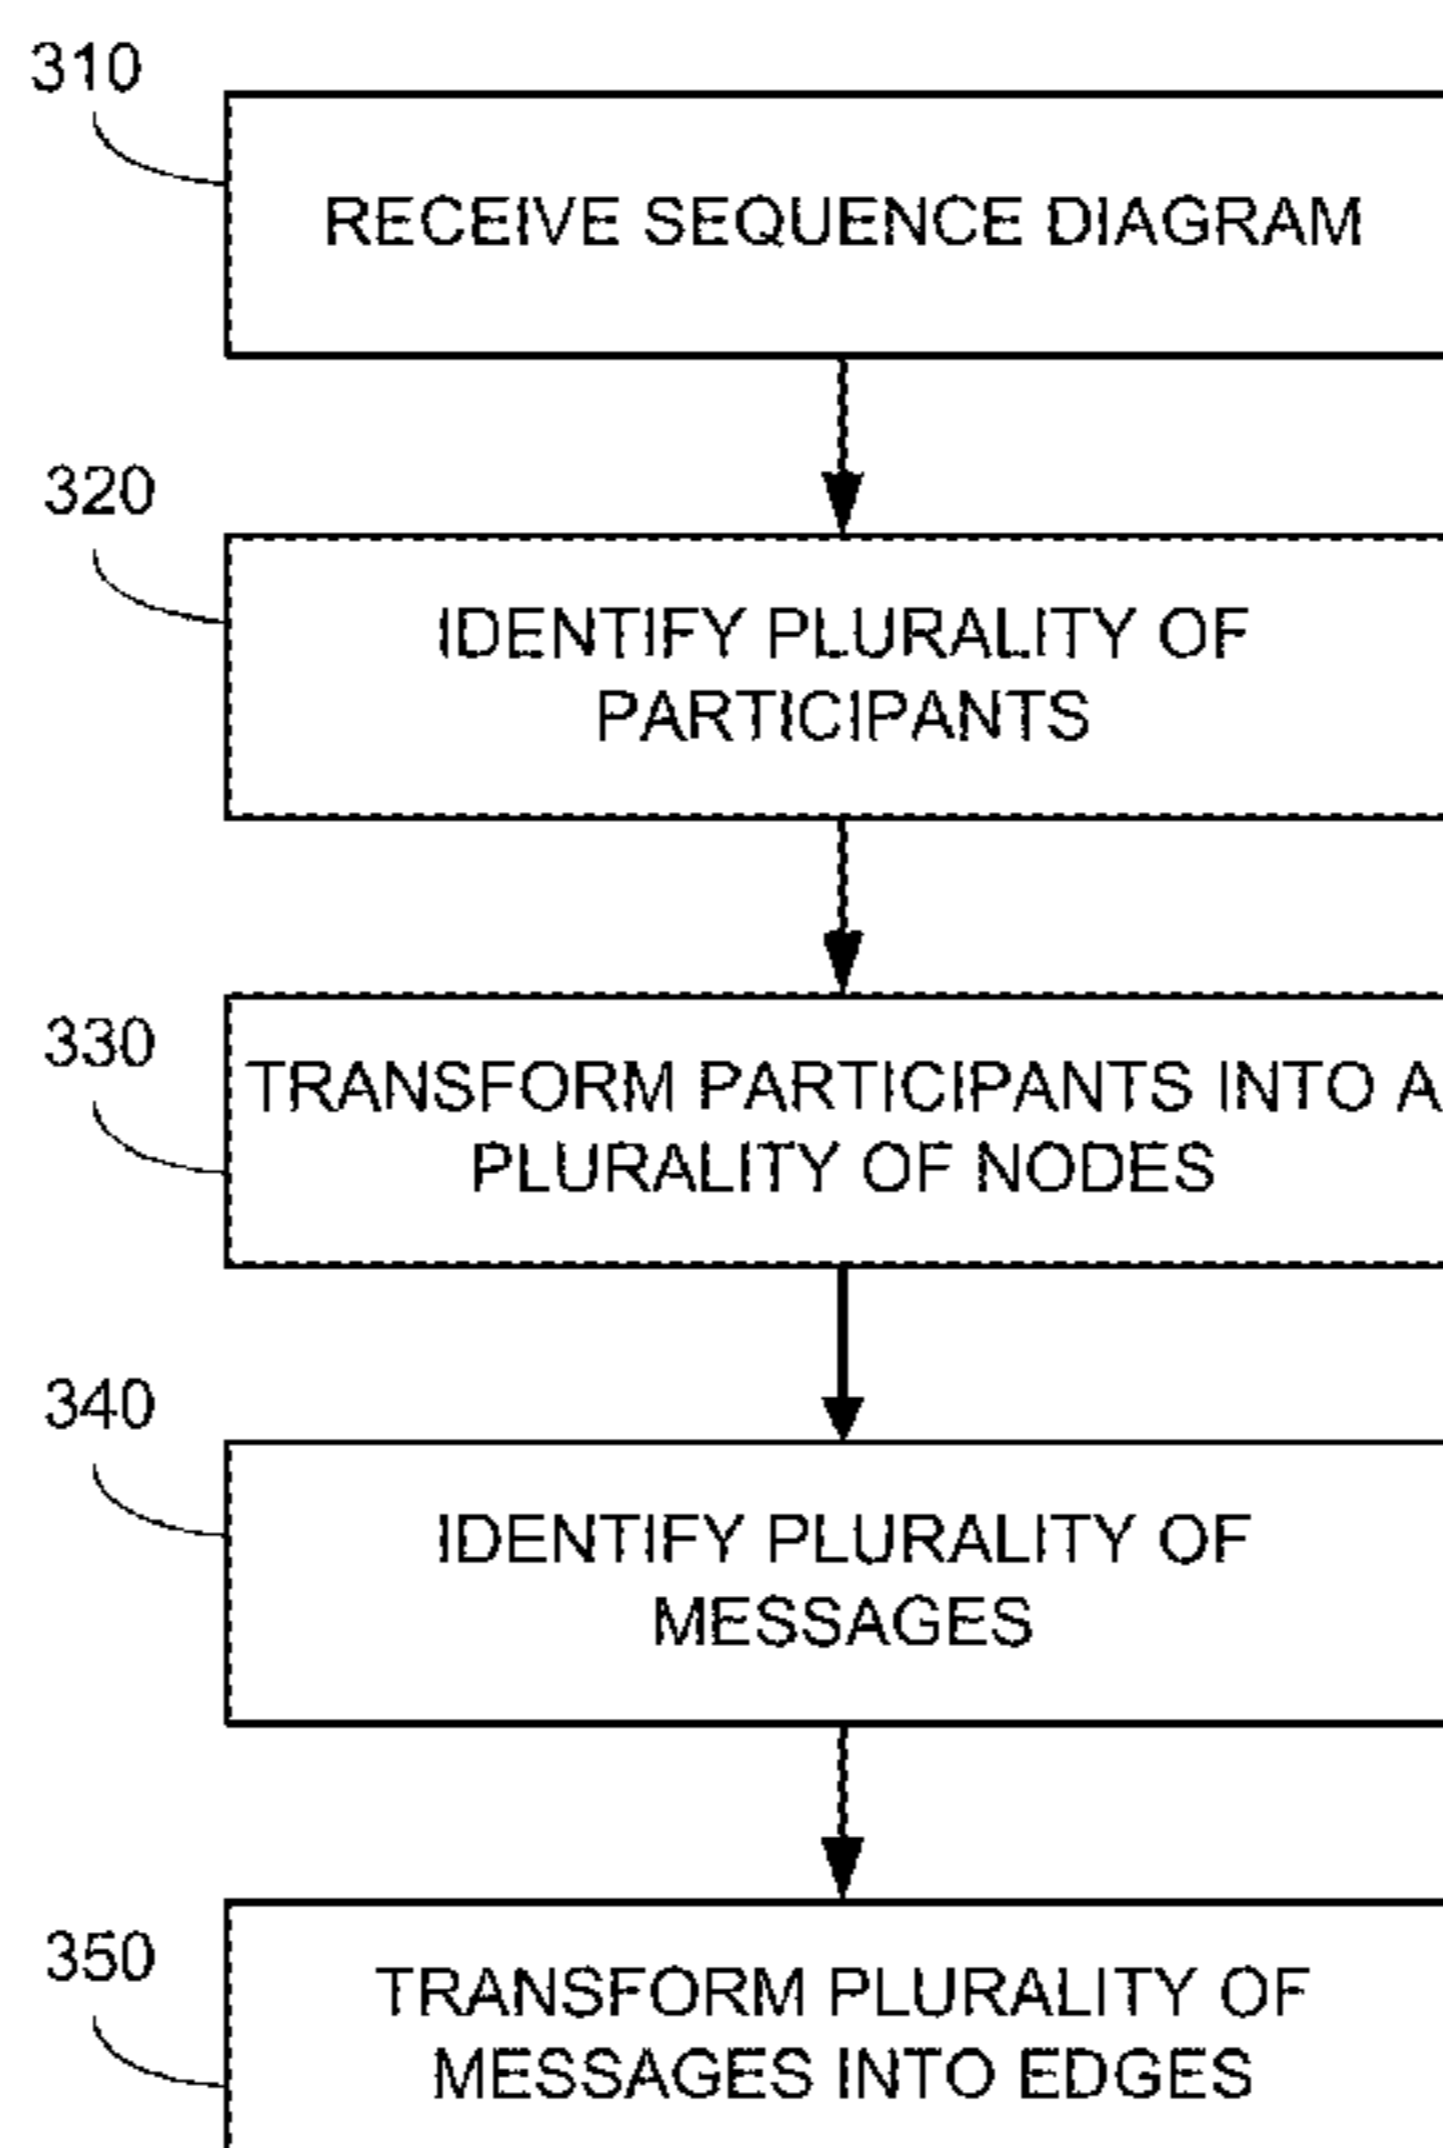 310
RECEIVE SEQUENCE DIAGRAM
320
IDENTIFY PLURALITY OF
PARTICIPANTS
330
TRANSFORM PARTICIPANTS INTO A
PLURALITY OF NODES
340
IDENTIFY PLURALITY OF
MESSAGES
350
TRANSFORM PLURALITY OF
MESSAGES INTO EDGES